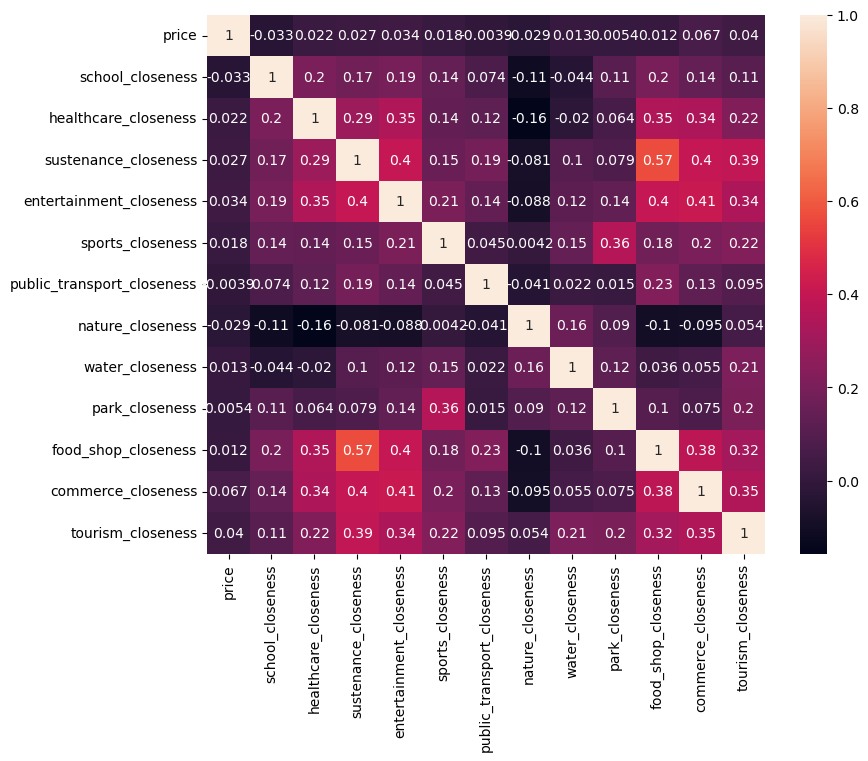 price 1 -0.033 0.022 0.027 0.034 0.018 -0.0039 -0.029 0.013 0.0054 0.012 0.067 0.04
school_closeness -0.033 1 0.2 0.17 0.19 0.14 0.074 -0.11 -0.044 0.11 0.2 0.14 0.11
healthcare_closeness 0.022 0.2 1 0.29 0.35 0.14 0.12 -0.16 -0.02 0.064 0.35 0.34 0.22
sustenance_closeness 0.027 0.17 0.29 1 0.4 0.15 0.19 -0.081 0.1 0.079 0.57 0.4 0.39
entertainment_closeness 0.034 0.19 0.35 0.4 1 0.21 0.14 -0.088 0.12 0.14 0.4 0.41 0.34
sports_closeness 0.018 0.14 0.14 0.15 0.21 1 0.045 0.0042 0.15 0.36 0.18 0.2 0.22
public_transport_closeness -0.0039 0.074 0.12 0.19 0.14 0.045 1 -0.041 0.022 0.015 0.23 0.13 0.095
nature_closeness -0.029 -0.11 -0.16 -0.081 -0.088 0.0042 -0.041 1 0.16 0.09 -0.1 -0.095 0.054
water_closeness 0.013 -0.044 -0.02 0.1 0.12 0.15 0.022 0.16 1 0.12 0.036 0.055 0.21
park_closeness 0.0054 0.11 0.064 0.079 0.14 0.36 0.015 0.09 0.12 1 0.1 0.075 0.2
food_shop_closeness 0.012 0.2 0.35 0.57 0.4 0.18 0.23 -0.1 0.036 0.1 1 0.38 0.32
commerce_closeness 0.067 0.14 0.34 0.4 0.41 0.2 0.13 -0.095 0.055 0.075 0.38 1 0.35
tourism_closeness 0.04 0.11 0.22 0.39 0.34 0.22 0.095 0.054 0.21 0.2 0.32 0.35 1
price
school_closeness
healthcare_closeness
sustenance_closeness
entertainment_closeness
sports_closeness
public_transport_closeness
nature_closeness
water_closeness
park_closeness
food_shop_closeness
commerce_closeness
tourism_closeness
1.0
0.8
0.6
0.4
0.2
0.0